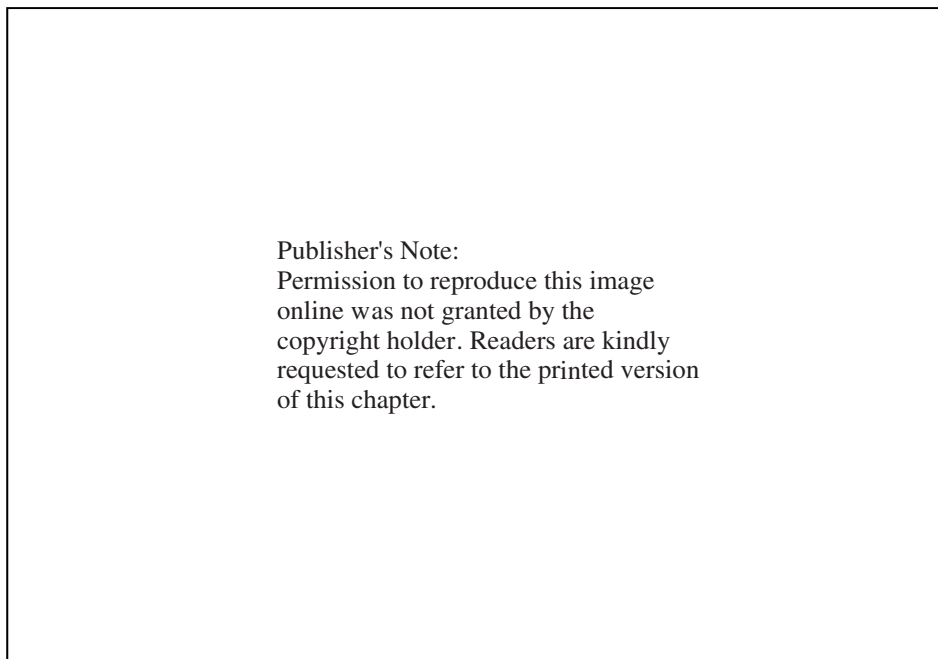 Publisher's Note:
Permission to reproduce this image
online was not granted by the
copyright holder. Readers are kindly
requested to refer to the printed version
of this chapter.